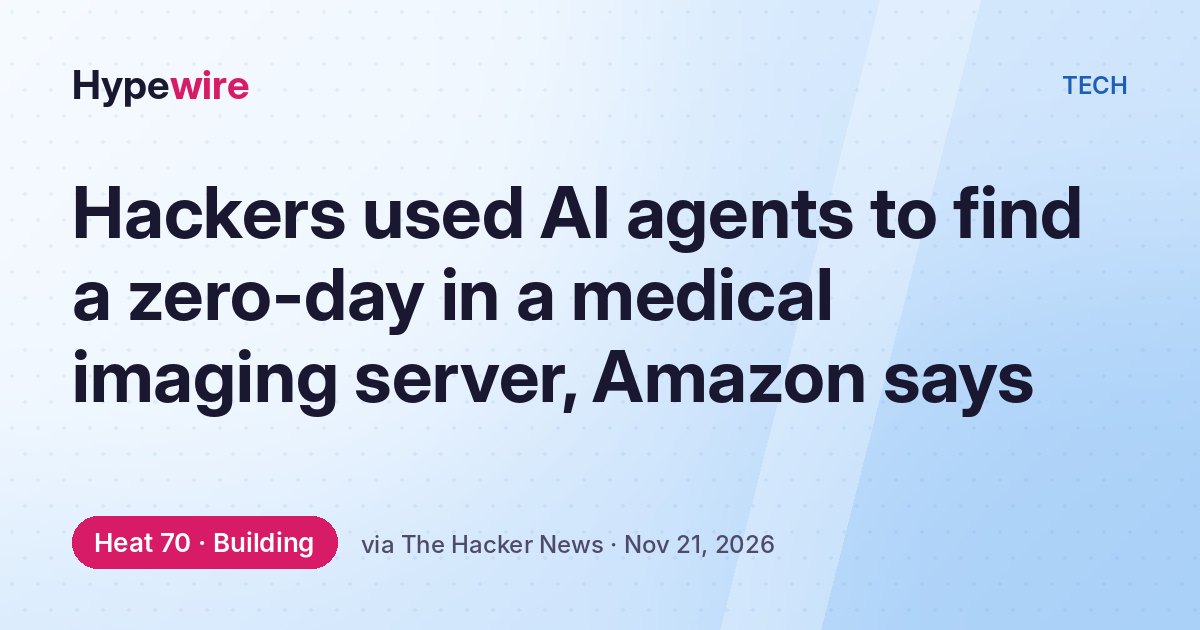 Hypewire
TECH
Hackers used AI agents to find
a zero-day in a medical
imaging server, Amazon says
Heat 70 · Building
via The Hacker News · Nov 21, 2026